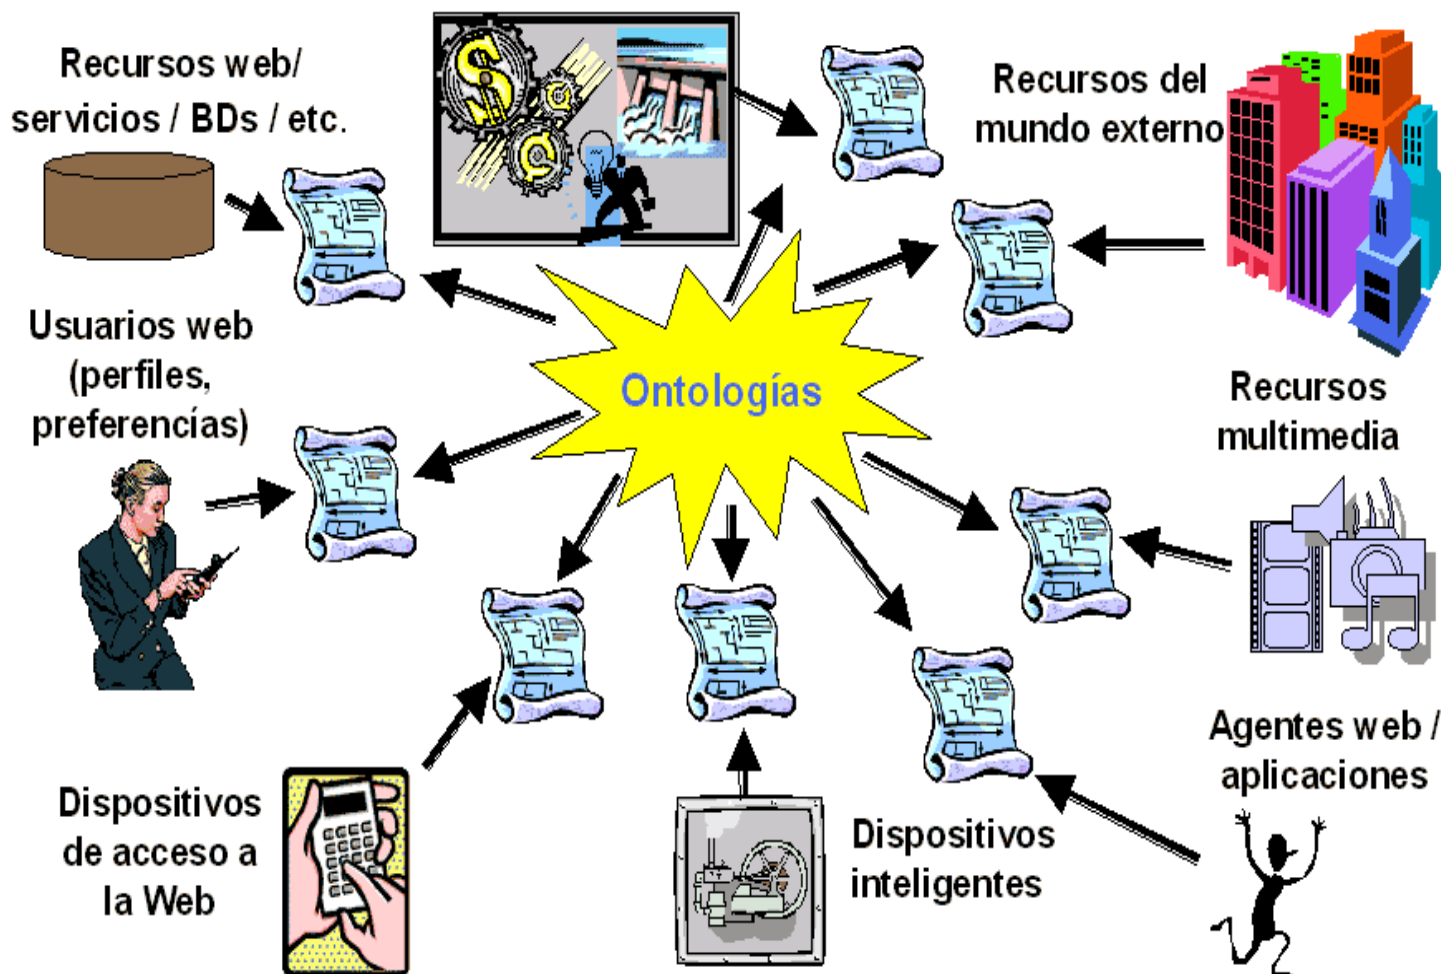 Recursos web/
servicios / BDs / etc.
Recursos del
mundo externo
Usuarios web
(perfiles,
preferencías)
Ontologías
Recursos
multimedia
Agentes web /
aplicaciones
Dispositivos
de acceso a
la Web
Dispositivos
inteligentes